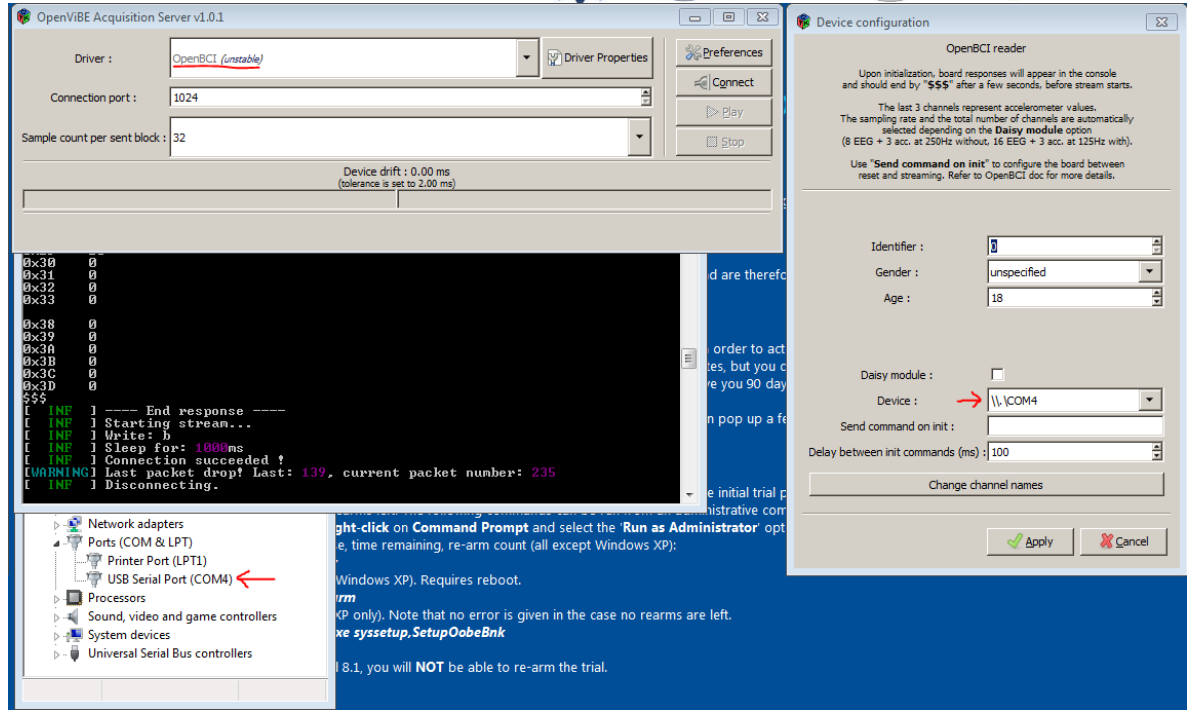 OpenViBE Acquisition Server v1.0.1
Driver :
OpenBCI (unstable)
Driver Properties
Preferences
Connect
Connection port :
1024
Play
Sample count per sent block :
32
Stop
Device drift : 0.00 ms
(tolerance is set to 2.00 ms)
0x30 0
0x31 0
0x32 0
0x33 0
0x38 0
0x39 0
0x3A 0
0x3B 0
0x3C 0
0x3D 0
$$$
[ INF ] ---- End response ----
[ INF ] Starting stream...
[ INF ] Write: b
[ INF ] Sleep for: 1000ms
[ INF ] Connection succeeded !
[WARNING] Last packet drop! Last: 139, current packet number: 235
[ INF ] Disconnecting.
Network adapters
Ports (COM & LPT)
Printer Port (LPT1)
USB Serial Port (COM4)
Processors
Sound, video and game controllers
System devices
Universal Serial Bus controllers
d are therefo
order to act
tes, but you c
ve you 90 day
n pop up a fe
e initial trial p
ministrative com
ght-click on Command Prompt and select the 'Run as Administrator' opt
e, time remaining, re-arm count (all except Windows XP):
Windows XP). Requires reboot.
rm
XP only). Note that no error is given in the case no rearms are left.
xe syssetup,SetupOobeBnk
l 8.1, you will NOT be able to re-arm the trial.
Device configuration
OpenBCI reader
Upon initialization, board responses will appear in the console
and should end by "$$$" after a few seconds, before stream starts.
The last 3 channels represent accelerometer values.
The sampling rate and the total number of channels are automatically
selected depending on the Daisy module option
(8 EEG + 3 acc. at 250Hz without, 16 EEG + 3 acc. at 125Hz with).
Use "Send command on init" to configure the board between
reset and streaming. Refer to OpenBCI doc for more details.
Identifier :
0
Gender :
unspecified
Age :
18
Daisy module :
Device :
\\.\COM4
Send command on init :
Delay between init commands (ms) :
100
Change channel names
Apply
Cancel